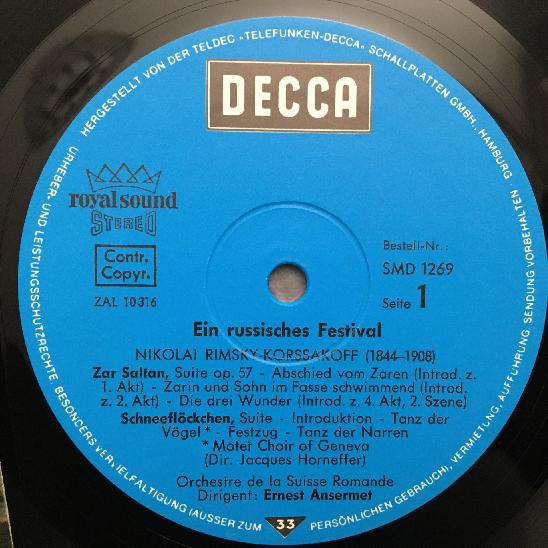 HERGESTELLT VON DER TELDEC »TELEFUNKEN-DECCA« SCHALLPLATTEN GMBH., HAMBURG
URHEBER- UND LEISTUNGSSCHUTZRECHTE, BESONDERS VERVIELFÄLTIGUNG (AUSSER ZUM PERSÖNLICHEN GEBRAUCH), VERMIETUNG, AUFFÜHRUNG, SENDUNG VORBEHALTEN
DECCA
royal sound
STEREO
Contr.
Copyr.
ZAL 10316
Bestell-Nr.:
SMD 1269
Seite 1
Ein russisches Festival
NIKOLAI RIMSKY-KORSSAKOFF (1844–1908)
Zar Saltan, Suite op. 57 - Abschied vom Zaren (Introd. z.
1. Akt) - Zarin und Sohn im Fasse schwimmend (Introd.
z. 2. Akt) - Die drei Wunder (Introd. z. 4. Akt, 2. Szene)
Schneeflöckchen, Suite - Introduktion - Tanz der
Vögel * - Festzug - Tanz der Narren
* Motet Choir of Geneva
(Dir. Jacques Horneffer)
Orchestre de la Suisse Romande
Dirigent: Ernest Ansermet
33